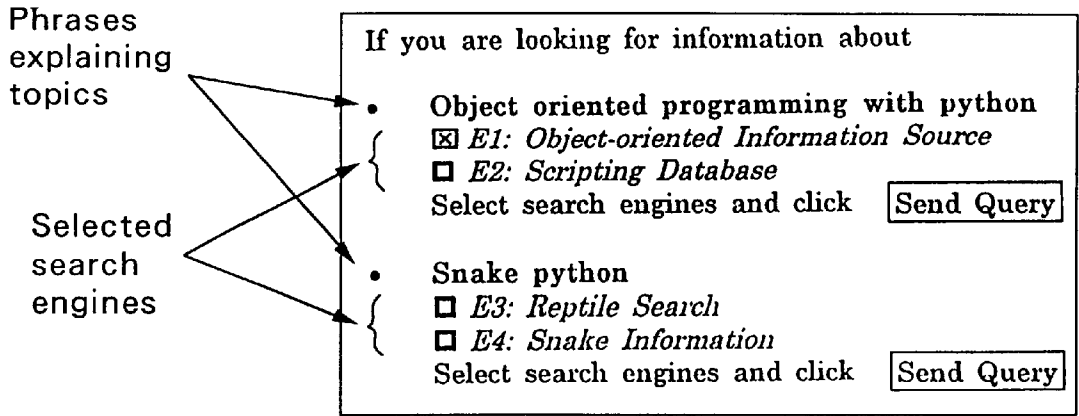 Phrases
explaining
topics
Selected
search
engines
If you are looking for information about
• Object oriented programming with python
☒ E1: Object-oriented Information Source
☐ E2: Scripting Database
Select search engines and click Send Query
• Snake python
☐ E3: Reptile Search
☐ E4: Snake Information
Select search engines and click Send Query